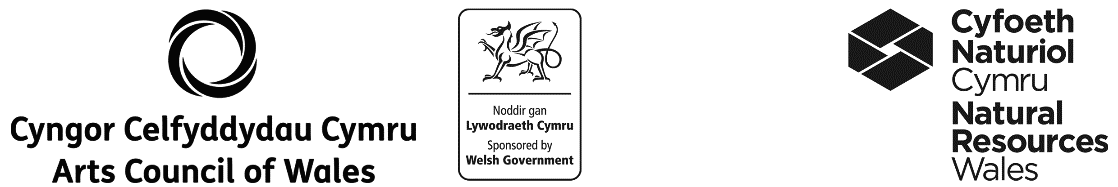 Cyngor Celfyddydau Cymru
Arts Council of Wales
Noddir gan
Lywodraeth Cymru
Sponsored by
Welsh Government
Cyfoeth
Naturiol
Cymru
Natural
Resources
Wales